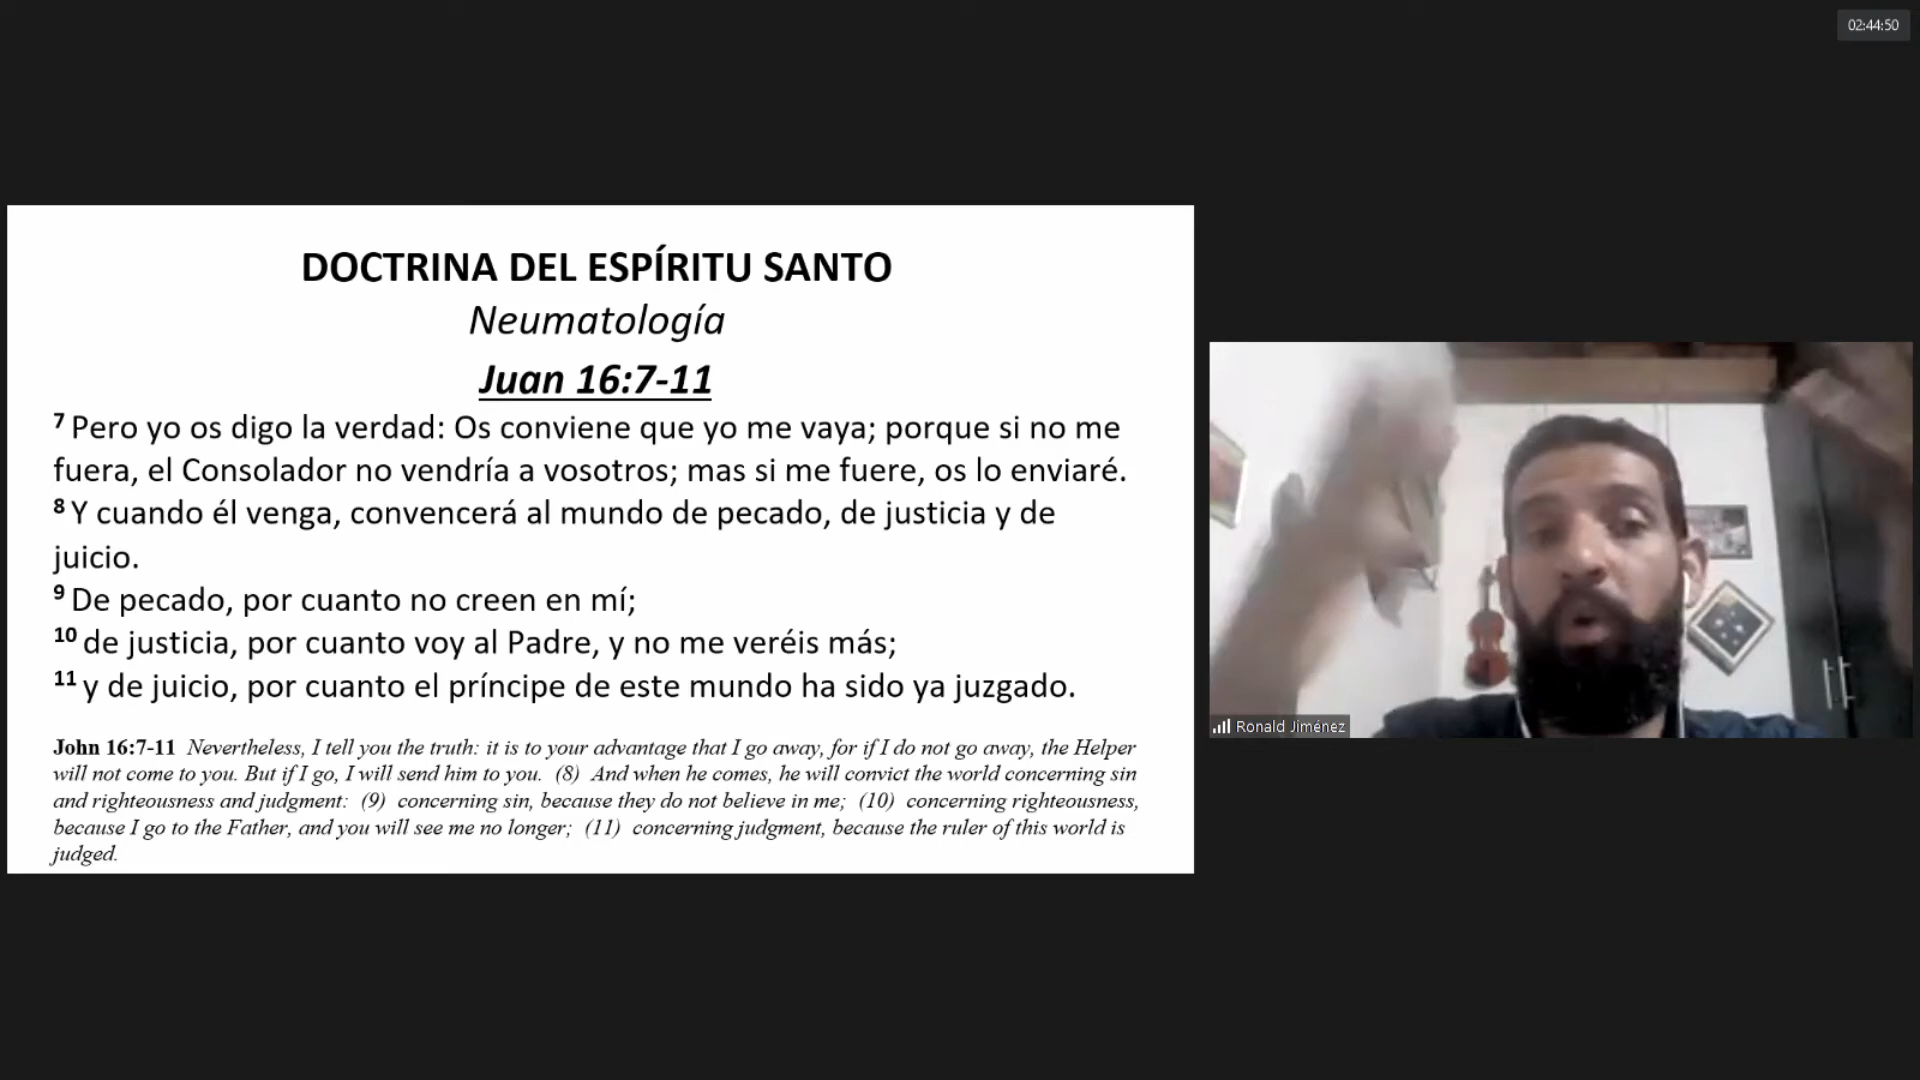 02:44:50
DOCTRINA DEL ESPÍRITU SANTO
Neumatología
Juan 16:7-11
7 Pero yo os digo la verdad: Os conviene que yo me vaya; porque si no me
fuera, el Consolador no vendría a vosotros; mas si me fuere, os lo enviaré.
8 Y cuando él venga, convencerá al mundo de pecado, de justicia y de
juicio.
9 De pecado, por cuanto no creen en mí;
10 de justicia, por cuanto voy al Padre, y no me veréis más;
11 y de juicio, por cuanto el príncipe de este mundo ha sido ya juzgado.
John 16:7-11 Nevertheless, I tell you the truth: it is to your advantage that I go away, for if I do not go away, the Helper
will not come to you. But if I go, I will send him to you. (8) And when he comes, he will convict the world concerning sin
and righteousness and judgment: (9) concerning sin, because they do not believe in me; (10) concerning righteousness,
because I go to the Father, and you will see me no longer; (11) concerning judgment, because the ruler of this world is
judged.
Ronald Jiménez